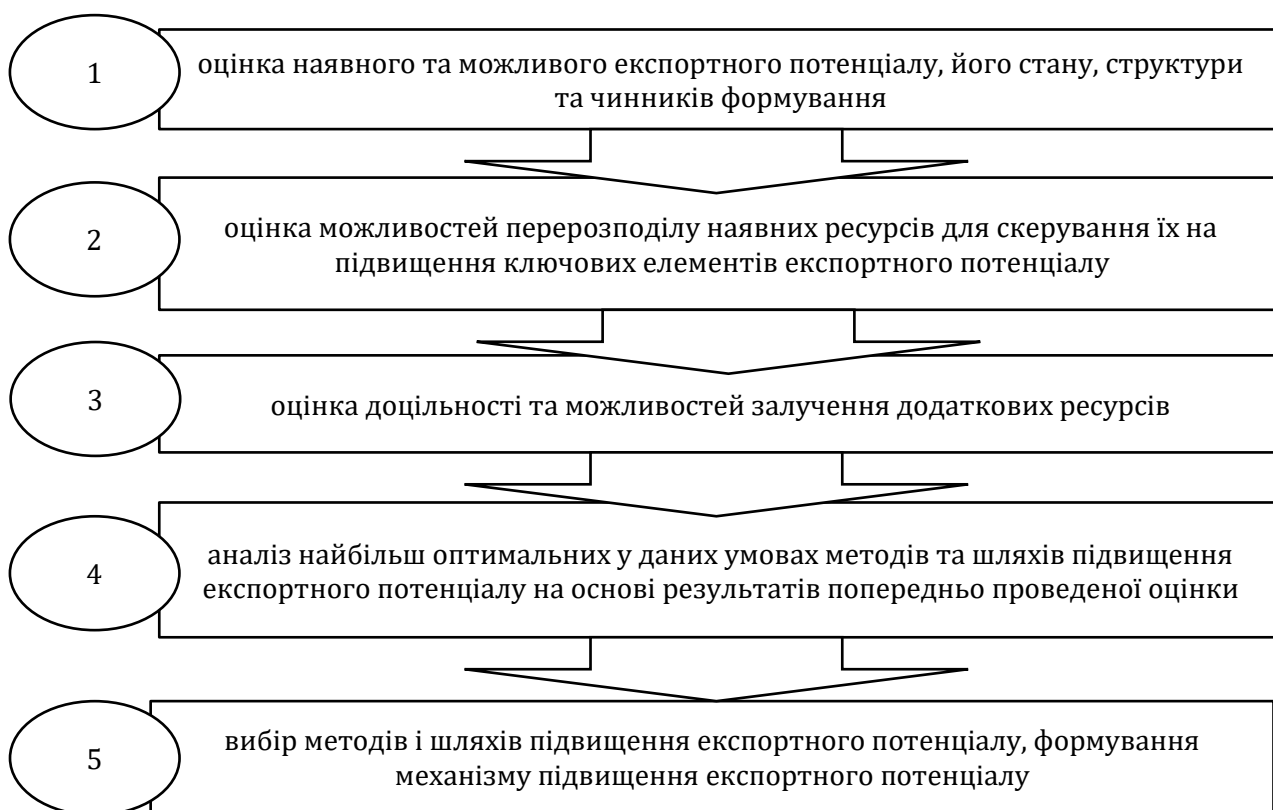 1
оцінка наявного та можливого експортного потенціалу, його стану, структури
та чинників формування
2
оцінка можливостей перерозподілу наявних ресурсів для скерування їх на
підвищення ключових елементів експортного потенціалу
3
оцінка доцільності та можливостей залучення додаткових ресурсів
4
аналіз найбільш оптимальних у даних умовах методів та шляхів підвищення
експортного потенціалу на основі результатів попередньо проведеної оцінки
5
вибір методів і шляхів підвищення експортного потенціалу, формування
механізму підвищення експортного потенціалу